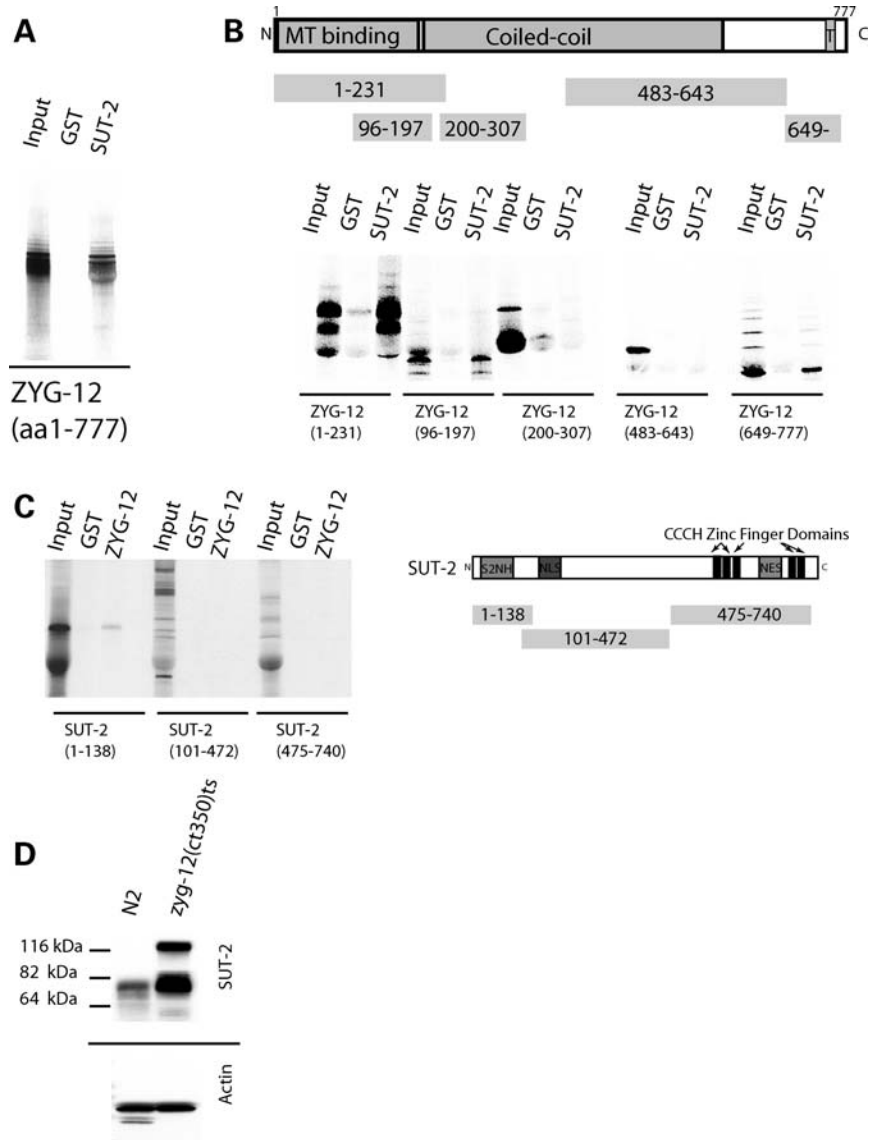 A
Input
GST
SUT-2
ZYG-12
(aa1-777)
B
1
777
N
MT binding
Coiled-coil
T
C
1-231
483-643
96-197
200-307
649-
Input
GST
SUT-2
Input
GST
SUT-2
Input
GST
SUT-2
Input
GST
SUT-2
Input
GST
SUT-2
ZYG-12
(1-231)
ZYG-12
(96-197)
ZYG-12
(200-307)
ZYG-12
(483-643)
ZYG-12
(649-777)
C
Input
GST
ZYG-12
Input
GST
ZYG-12
Input
GST
ZYG-12
SUT-2
(1-138)
SUT-2
(101-472)
SUT-2
(475-740)
CCCH Zinc Finger Domains
SUT-2
N
S2NH
NLS
NES
C
1-138
475-740
101-472
D
N2
zyg-12(ct350)ts
116 kDa
82 kDa
64 kDa
SUT-2
Actin